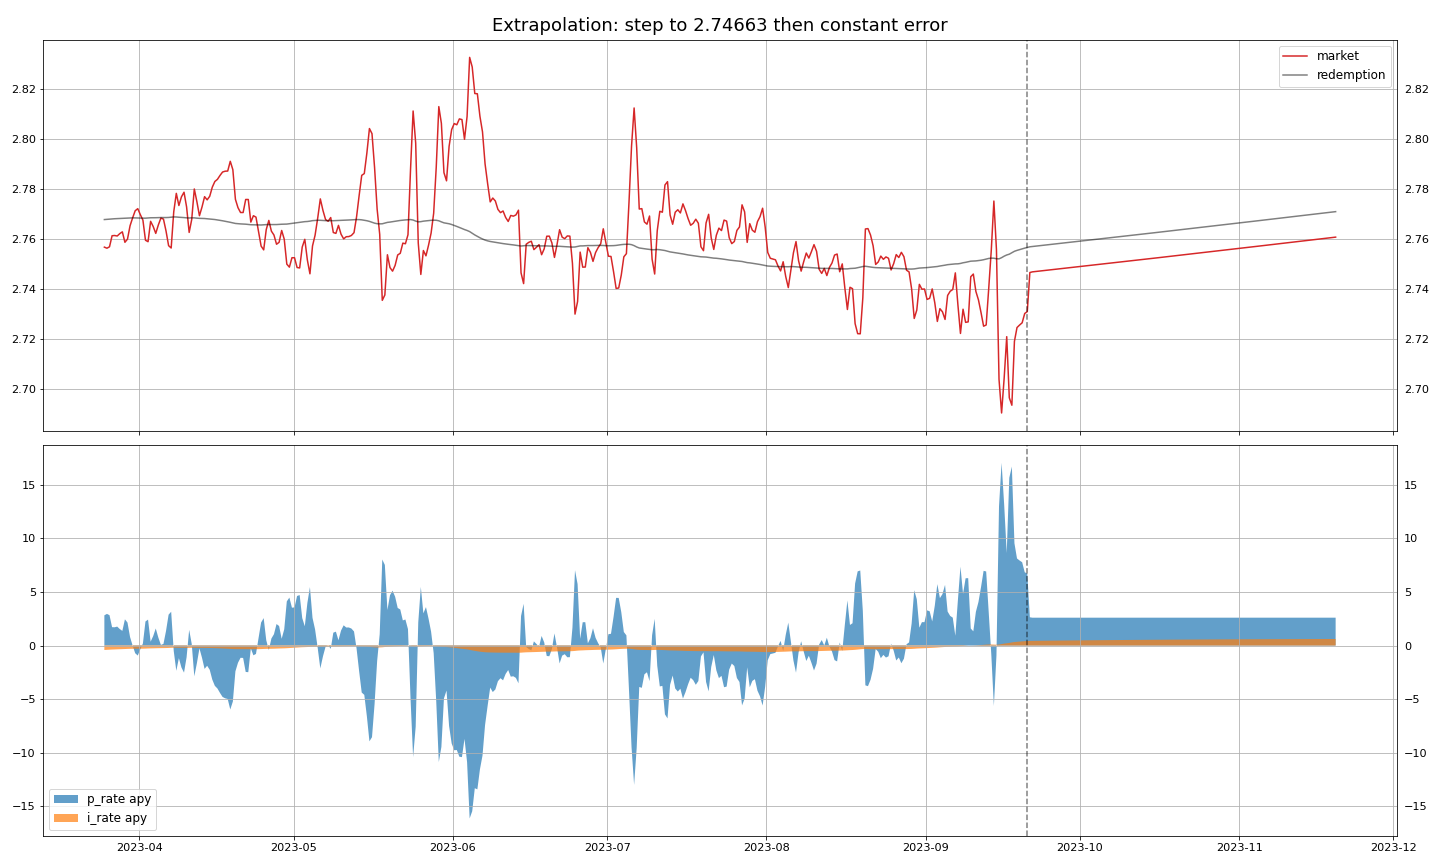 Extrapolation: step to 2.74663 then constant error
market
redemption
2.82 2.82
2.80 2.80
2.78 2.78
2.76 2.76
2.74 2.74
2.72 2.72
2.70 2.70
15 15
10 10
5 5
0 0
−5 −5
−10 −10
−15 −15
p_rate apy
i_rate apy
2023-04 2023-05 2023-06 2023-07 2023-08 2023-09 2023-10 2023-11 2023-12